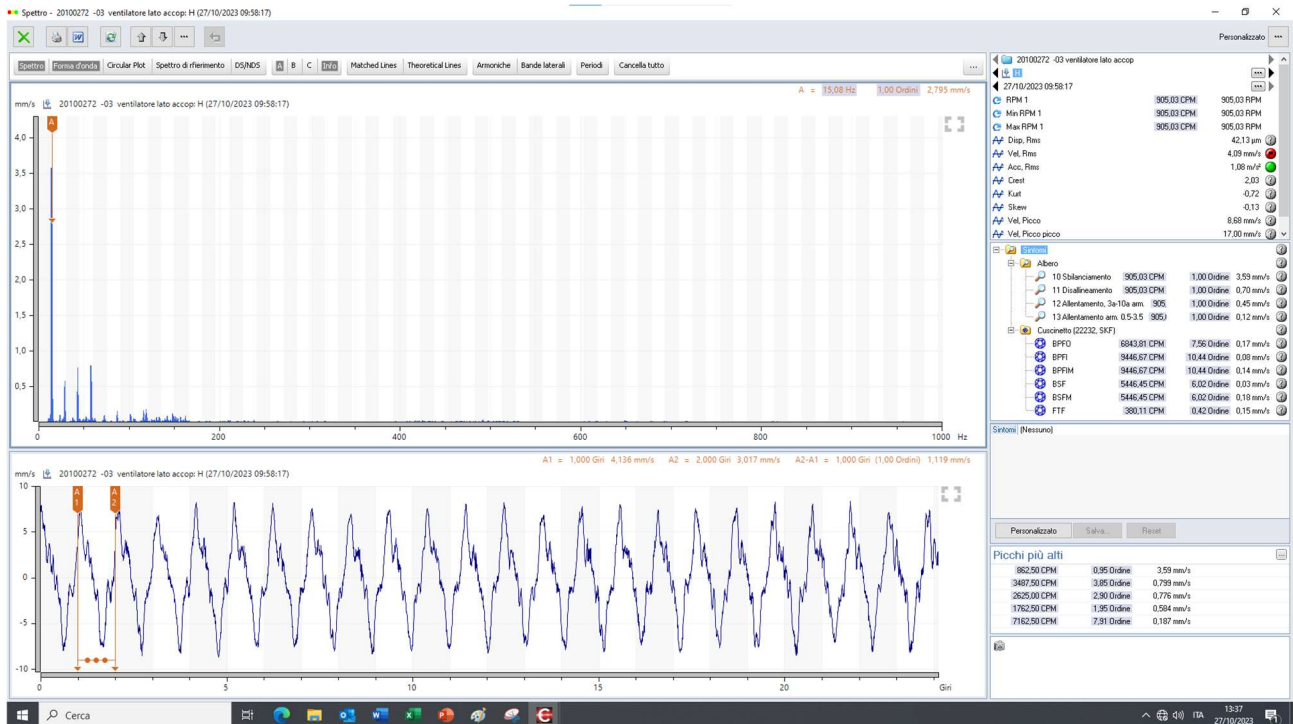 Spettro - 20100272 -03 ventilatore lato accop: H (27/10/2023 09:58:17)
Personalizzato
Spettro Forma d'onda Circular Plot Spettro di rfierimento DS/NDS A B C Info Matched Lines Theoretical Lines Armoniche Bande laterali Periodi Cancella tutto ...
A = 15,08 Hz 1,00 Ordini 2,795 mm/s
mm/s 20100272 -03 ventilatore lato accop: H (27/10/2023 09:58:17)
A
4,0
3,5
3,0
2,5
2,0
1,5
1,0
0,5
0 200 400 600 800 1000 Hz
A1 = 1,000 Giri 4,136 mm/s A2 = 2,000 Giri 3,017 mm/s A2-A1 = 1,000 Giri (1,00 Ordini) 1,119 mm/s
mm/s 20100272 -03 ventilatore lato accop: H (27/10/2023 09:58:17)
A 1
A 2
10
5
0
-5
-10
0 5 10 15 20 Giri
20100272 -03 ventilatore lato accop
H
27/10/2023 09:58:17
RPM 1 905,03 CPM 905,03 RPM
Min RPM 1 905,03 CPM 905,03 RPM
Max RPM 1 905,03 CPM 905,03 RPM
Disp, Rms 42,13 µm
Vel, Rms 4,09 mm/s
Acc, Rms 1,08 m/s²
Crest 2,03
Kurt -0,72
Skew -0,13
Vel, Picco 8,68 mm/s
Vel, Picco picco 17,00 mm/s
Sintomi
Albero
10 Sbilanciamento 905,03 CPM 1,00 Ordine 3,59 mm/s
11 Disallineamento 905,03 CPM 1,00 Ordine 0,70 mm/s
12 Allentamento, 3a-10a arm. 905, 1,00 Ordine 0,45 mm/s
13 Allentamento arm. 0.5-3.5 905,( 1,00 Ordine 0,12 mm/s
Cuscinetto (22232, SKF)
BPFO 6843,81 CPM 7,56 Ordine 0,17 mm/s
BPFI 9446,67 CPM 10,44 Ordine 0,08 mm/s
BPFIM 9446,67 CPM 10,44 Ordine 0,14 mm/s
BSF 5446,45 CPM 6,02 Ordine 0,03 mm/s
BSFM 5446,45 CPM 6,02 Ordine 0,18 mm/s
FTF 380,11 CPM 0,42 Ordine 0,15 mm/s
Sintomi (Nessuno)
Personalizzato Salva... Reset
Picchi più alti
862,50 CPM 0,95 Ordine 3,59 mm/s
3487,50 CPM 3,85 Ordine 0,799 mm/s
2625,00 CPM 2,90 Ordine 0,776 mm/s
1762,50 CPM 1,95 Ordine 0,584 mm/s
7162,50 CPM 7,91 Ordine 0,187 mm/s
Cerca
ITA
13:37
27/10/2023